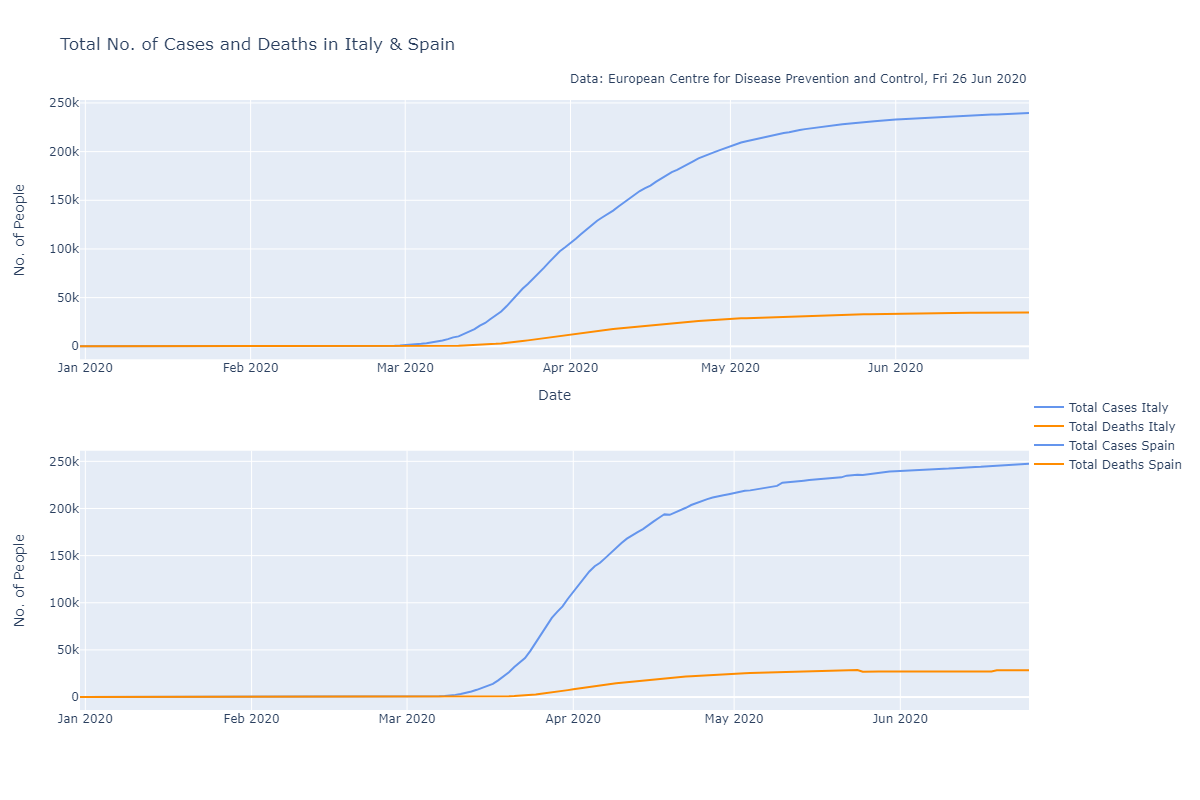 Total No. of Cases and Deaths in Italy & Spain
Data: European Centre for Disease Prevention and Control, Fri 26 Jun 2020
No. of People
250k
200k
150k
100k
50k
0
Jan 2020 Feb 2020 Mar 2020 Apr 2020 May 2020 Jun 2020
Date
Total Cases Italy
Total Deaths Italy
Total Cases Spain
Total Deaths Spain
No. of People
250k
200k
150k
100k
50k
0
Jan 2020 Feb 2020 Mar 2020 Apr 2020 May 2020 Jun 2020